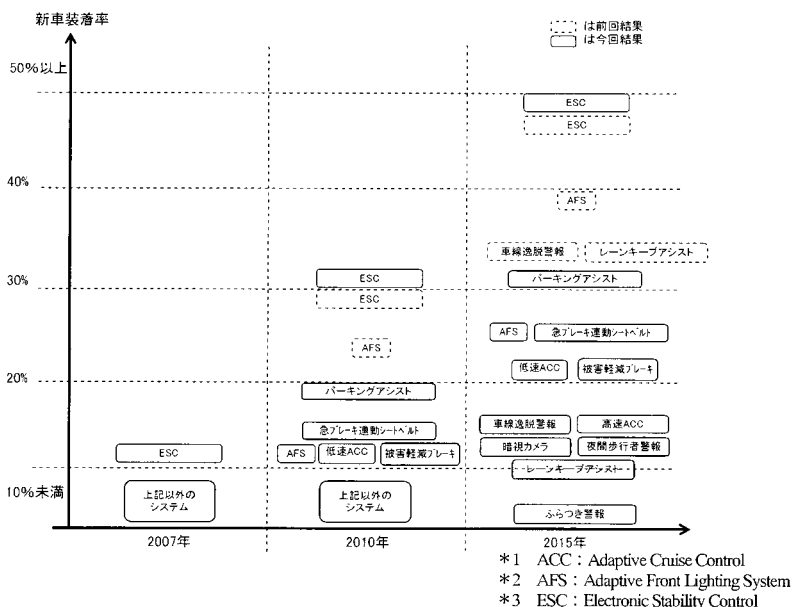 新車装着率
は前回結果
は今回結果
50%以上
ESC
ESC
40%
AFS
車線逸脱警報
レーンキープアシスト
30%
ESC
パーキングアシスト
ESC
AFS
急ブレーキ連動シートベルト
AFS
低速ACC
被害軽減ブレーキ
20%
パーキングアシスト
急ブレーキ連動シートベルト
車線逸脱警報
高速ACC
ESC
AFS
低速ACC
被害軽減ブレーキ
暗視カメラ
夜間歩行者警報
レーンキープアシスト
10%未満
上記以外の
システム
上記以外の
システム
ふらつき警報
2007年
2010年
2015年
*1 ACC:Adaptive Cruise Control
*2 AFS:Adaptive Front Lighting System
*3 ESC:Electronic Stability Control